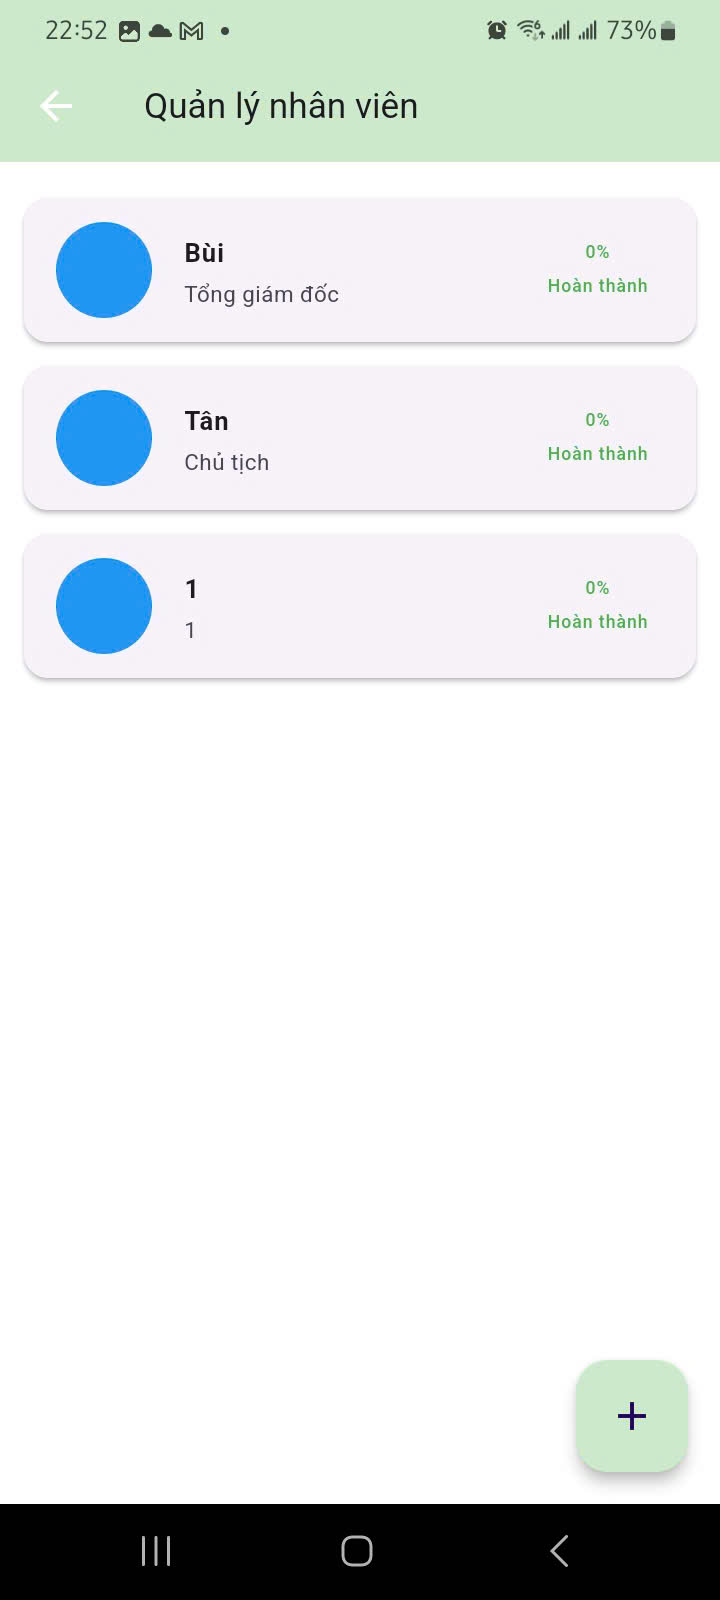 22:52
73%
Quản lý nhân viên
Bùi
Tổng giám đốc
0%
Hoàn thành
Tân
Chủ tịch
0%
Hoàn thành
1
1
0%
Hoàn thành